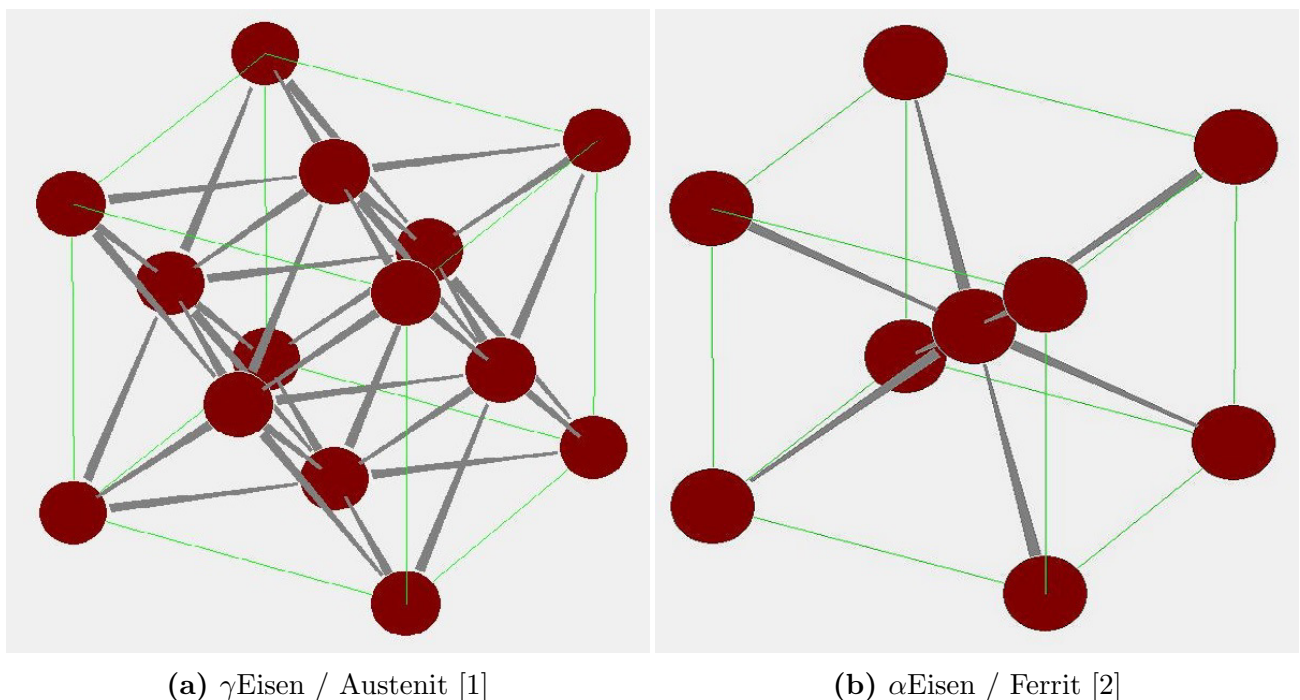 (a) γEisen / Austenit [1]
(b) αEisen / Ferrit [2]